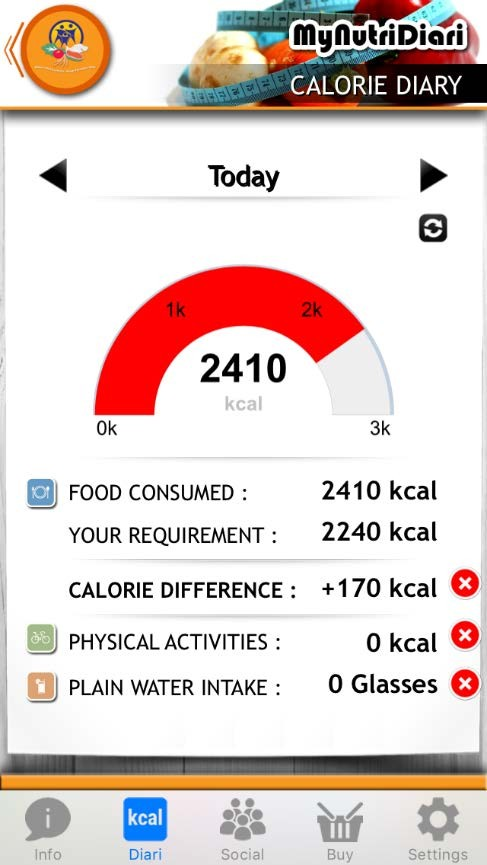 MyNutriDiari
CALORIE DIARY
Today
1k 2k
2410
kcal
0k 3k
FOOD CONSUMED : 2410 kcal
YOUR REQUIREMENT : 2240 kcal
CALORIE DIFFERENCE : +170 kcal
PHYSICAL ACTIVITIES : 0 kcal
PLAIN WATER INTAKE : 0 Glasses
kcal
Info Diari Social Buy Settings